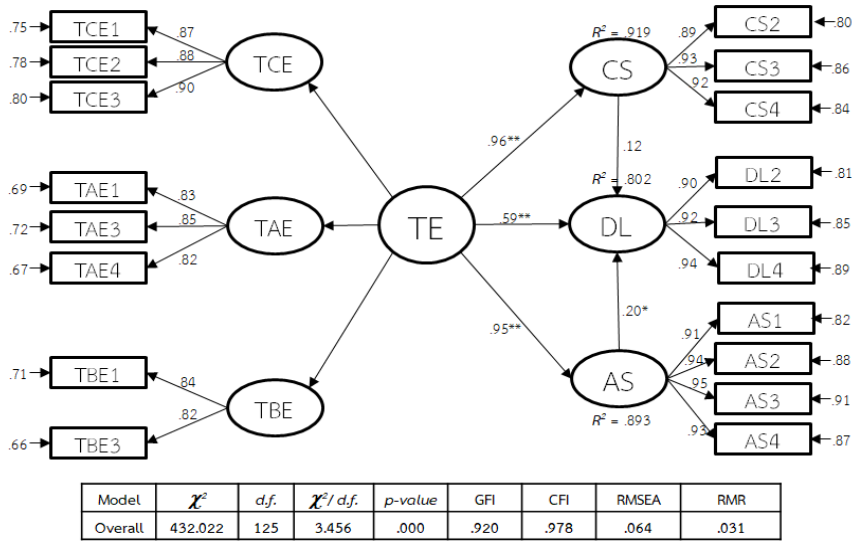 .75 TCE1 .87
.78 TCE2 .88
.80 TCE3 .90
TCE
.69 TAE1 .83
.72 TAE3 .85
.67 TAE4 .82
TAE
.71 TBE1 .84
.66 TBE3 .82
TBE
TE
.96**
.59**
.95**
R² = .919
CS
.89 CS2 .80
.93 CS3 .86
.92 CS4 .84
.12
R² = .802
DL
.90 DL2 .81
.92 DL3 .85
.94 DL4 .89
.20*
AS
R² = .893
.91 AS1 .82
.94 AS2 .88
.95 AS3 .91
.93 AS4 .87
Model χ² d.f. χ²/ d.f. p-value GFI CFI RMSEA RMR
Overall 432.022 125 3.456 .000 .920 .978 .064 .031